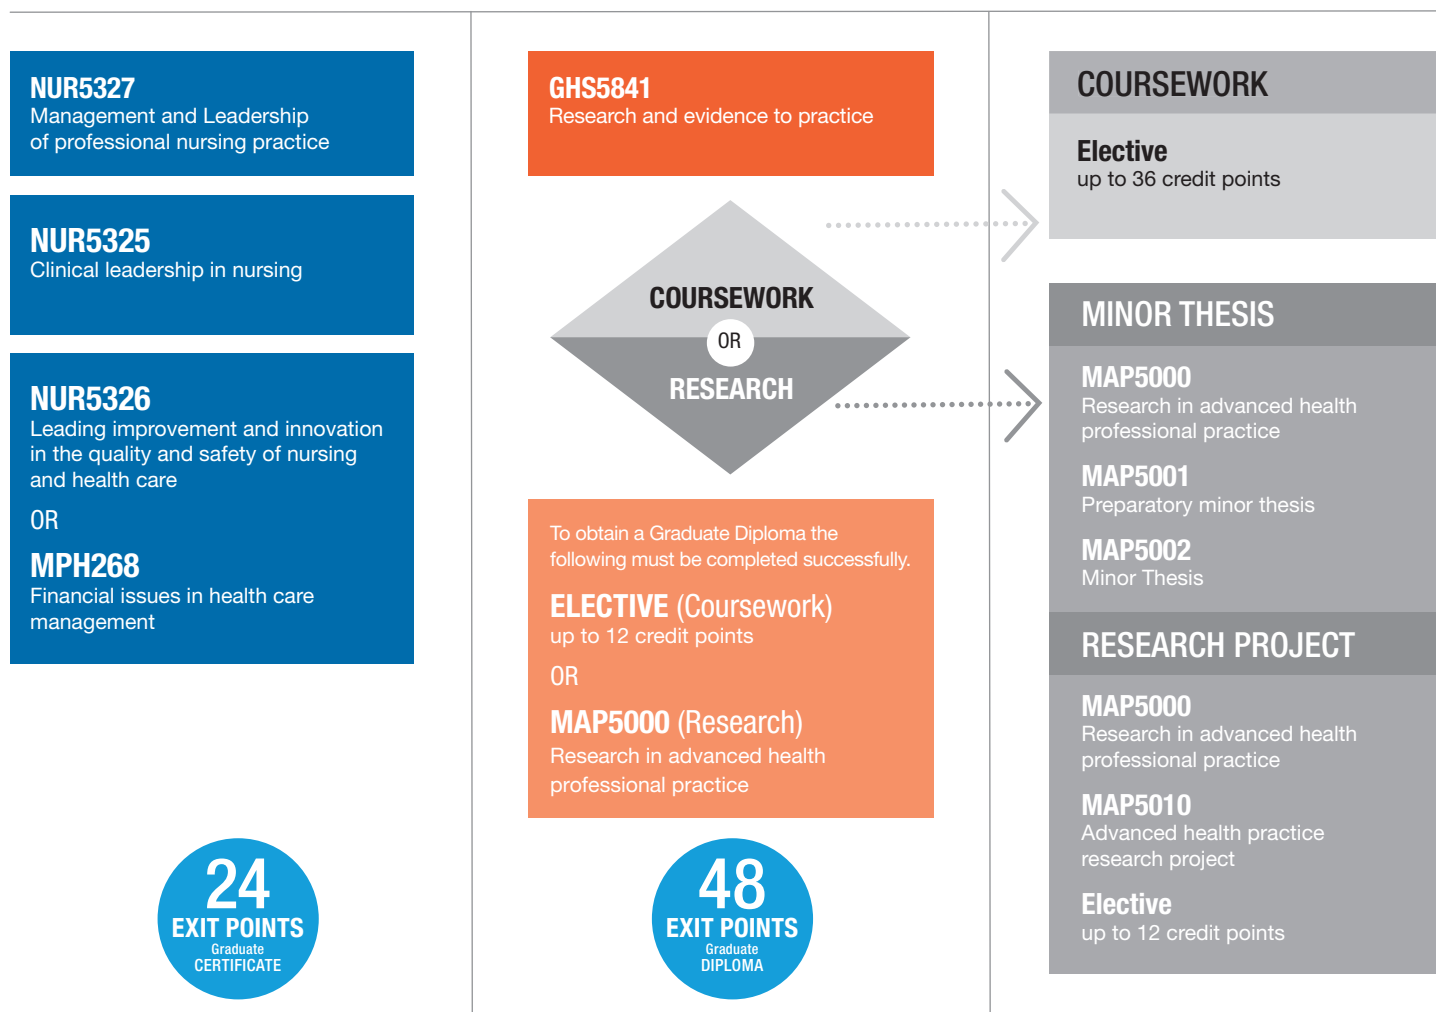 NUR5327
Management and Leadership
of professional nursing practice
NUR5325
Clinical leadership in nursing
NUR5326
Leading improvement and innovation
in the quality and safety of nursing
and health care
OR
MPH268
Financial issues in health care
management
24
EXIT POINTS
Graduate
CERTIFICATE
GHS5841
Research and evidence to practice
COURSEWORK
OR
RESEARCH
To obtain a Graduate Diploma the
following must be completed successfully.
ELECTIVE (Coursework)
up to 12 credit points
OR
MAP5000 (Research)
Research in advanced health
professional practice
48
EXIT POINTS
Graduate
DIPLOMA
COURSEWORK
Elective
up to 36 credit points
MINOR THESIS
MAP5000
Research in advanced health
professional practice
MAP5001
Preparatory minor thesis
MAP5002
Minor Thesis
RESEARCH PROJECT
MAP5000
Research in advanced health
professional practice
MAP5010
Advanced health practice
research project
Elective
up to 12 credit points